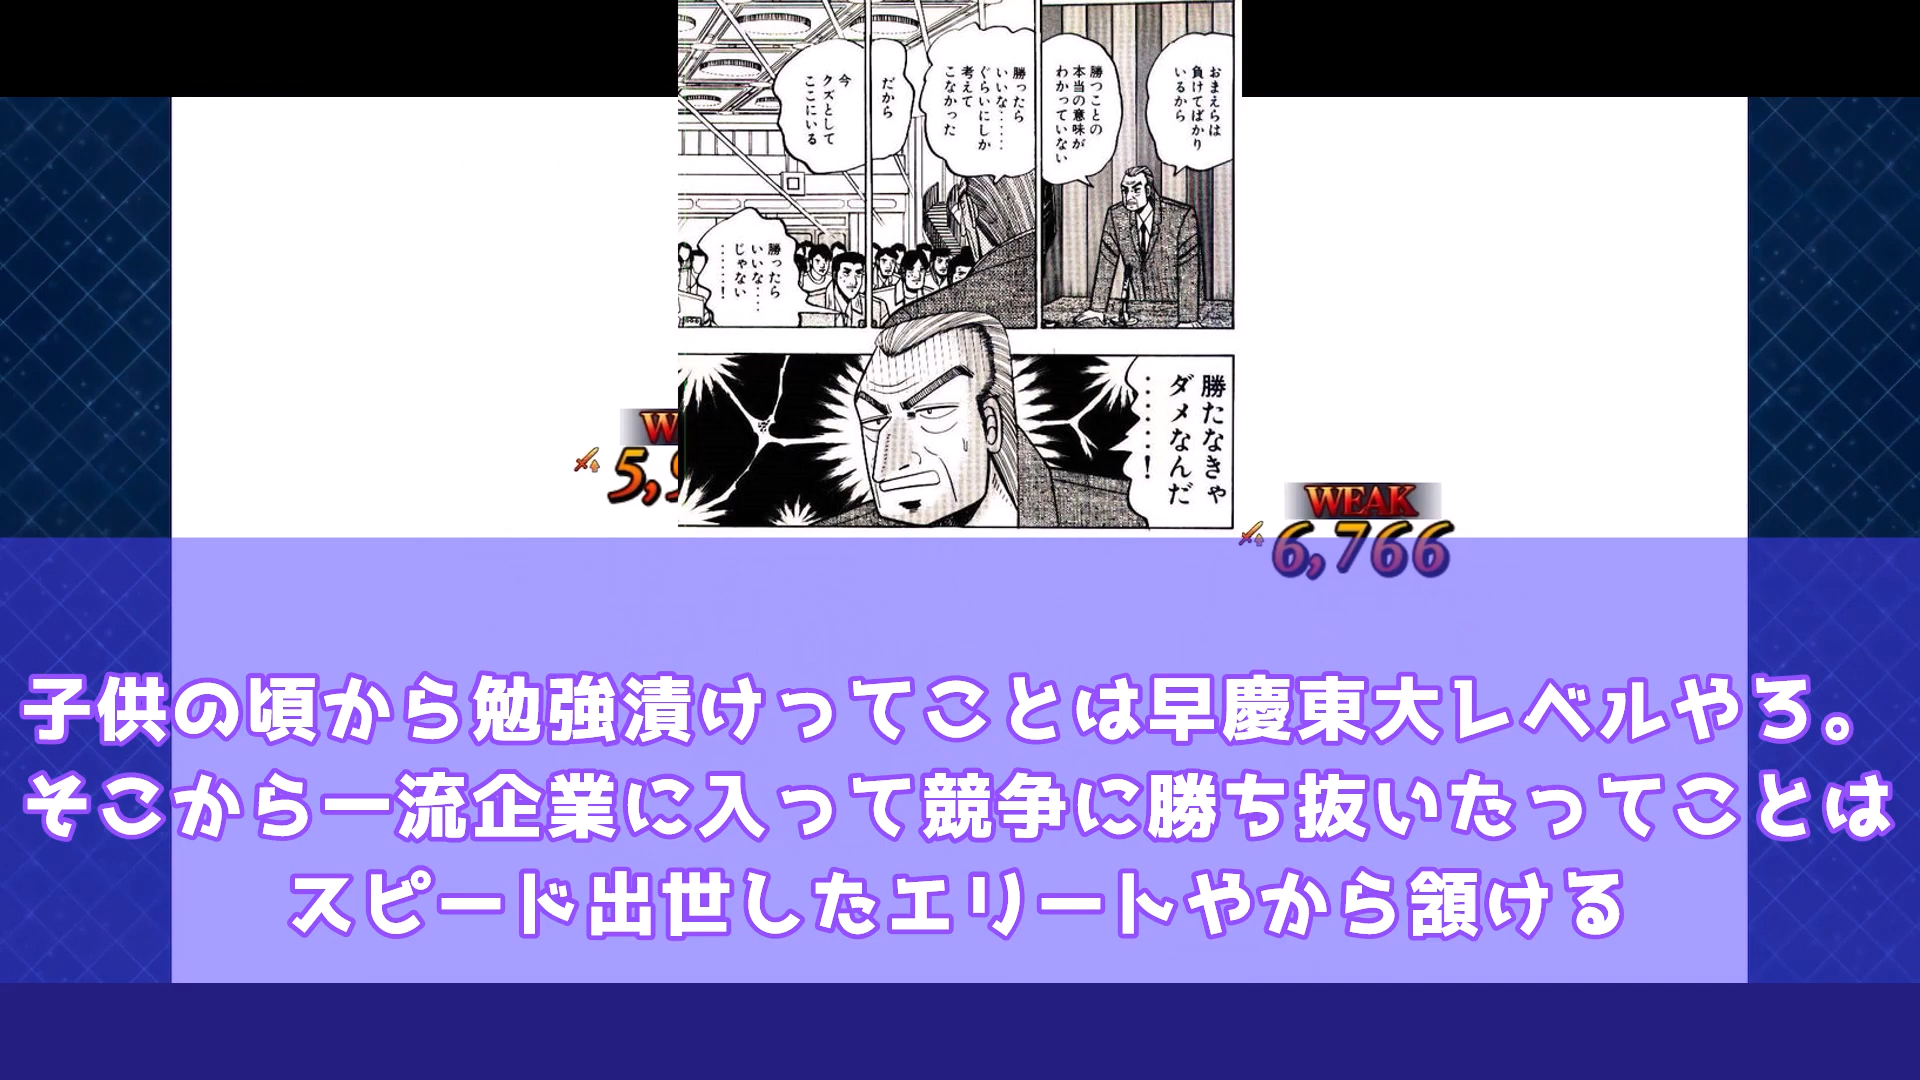 おまえらは
負けてばかり
いるから
勝つことの
本当の意味が
わかっていない
勝ったら
いいな‥‥‥
ぐらいにしか
考えて
こなかった
だから
今
クズとして
ここにいる
勝ったら
いいな‥‥
じゃない
‥‥‥!
勝たなきゃ
ダメなんだ
‥‥‥‥!
WEAK
6,766
子供の頃から勉強漬けってことは早慶東大レベルやろ。
そこから一流企業に入って競争に勝ち抜いたってことは
スピード出世したエリートやから頷ける